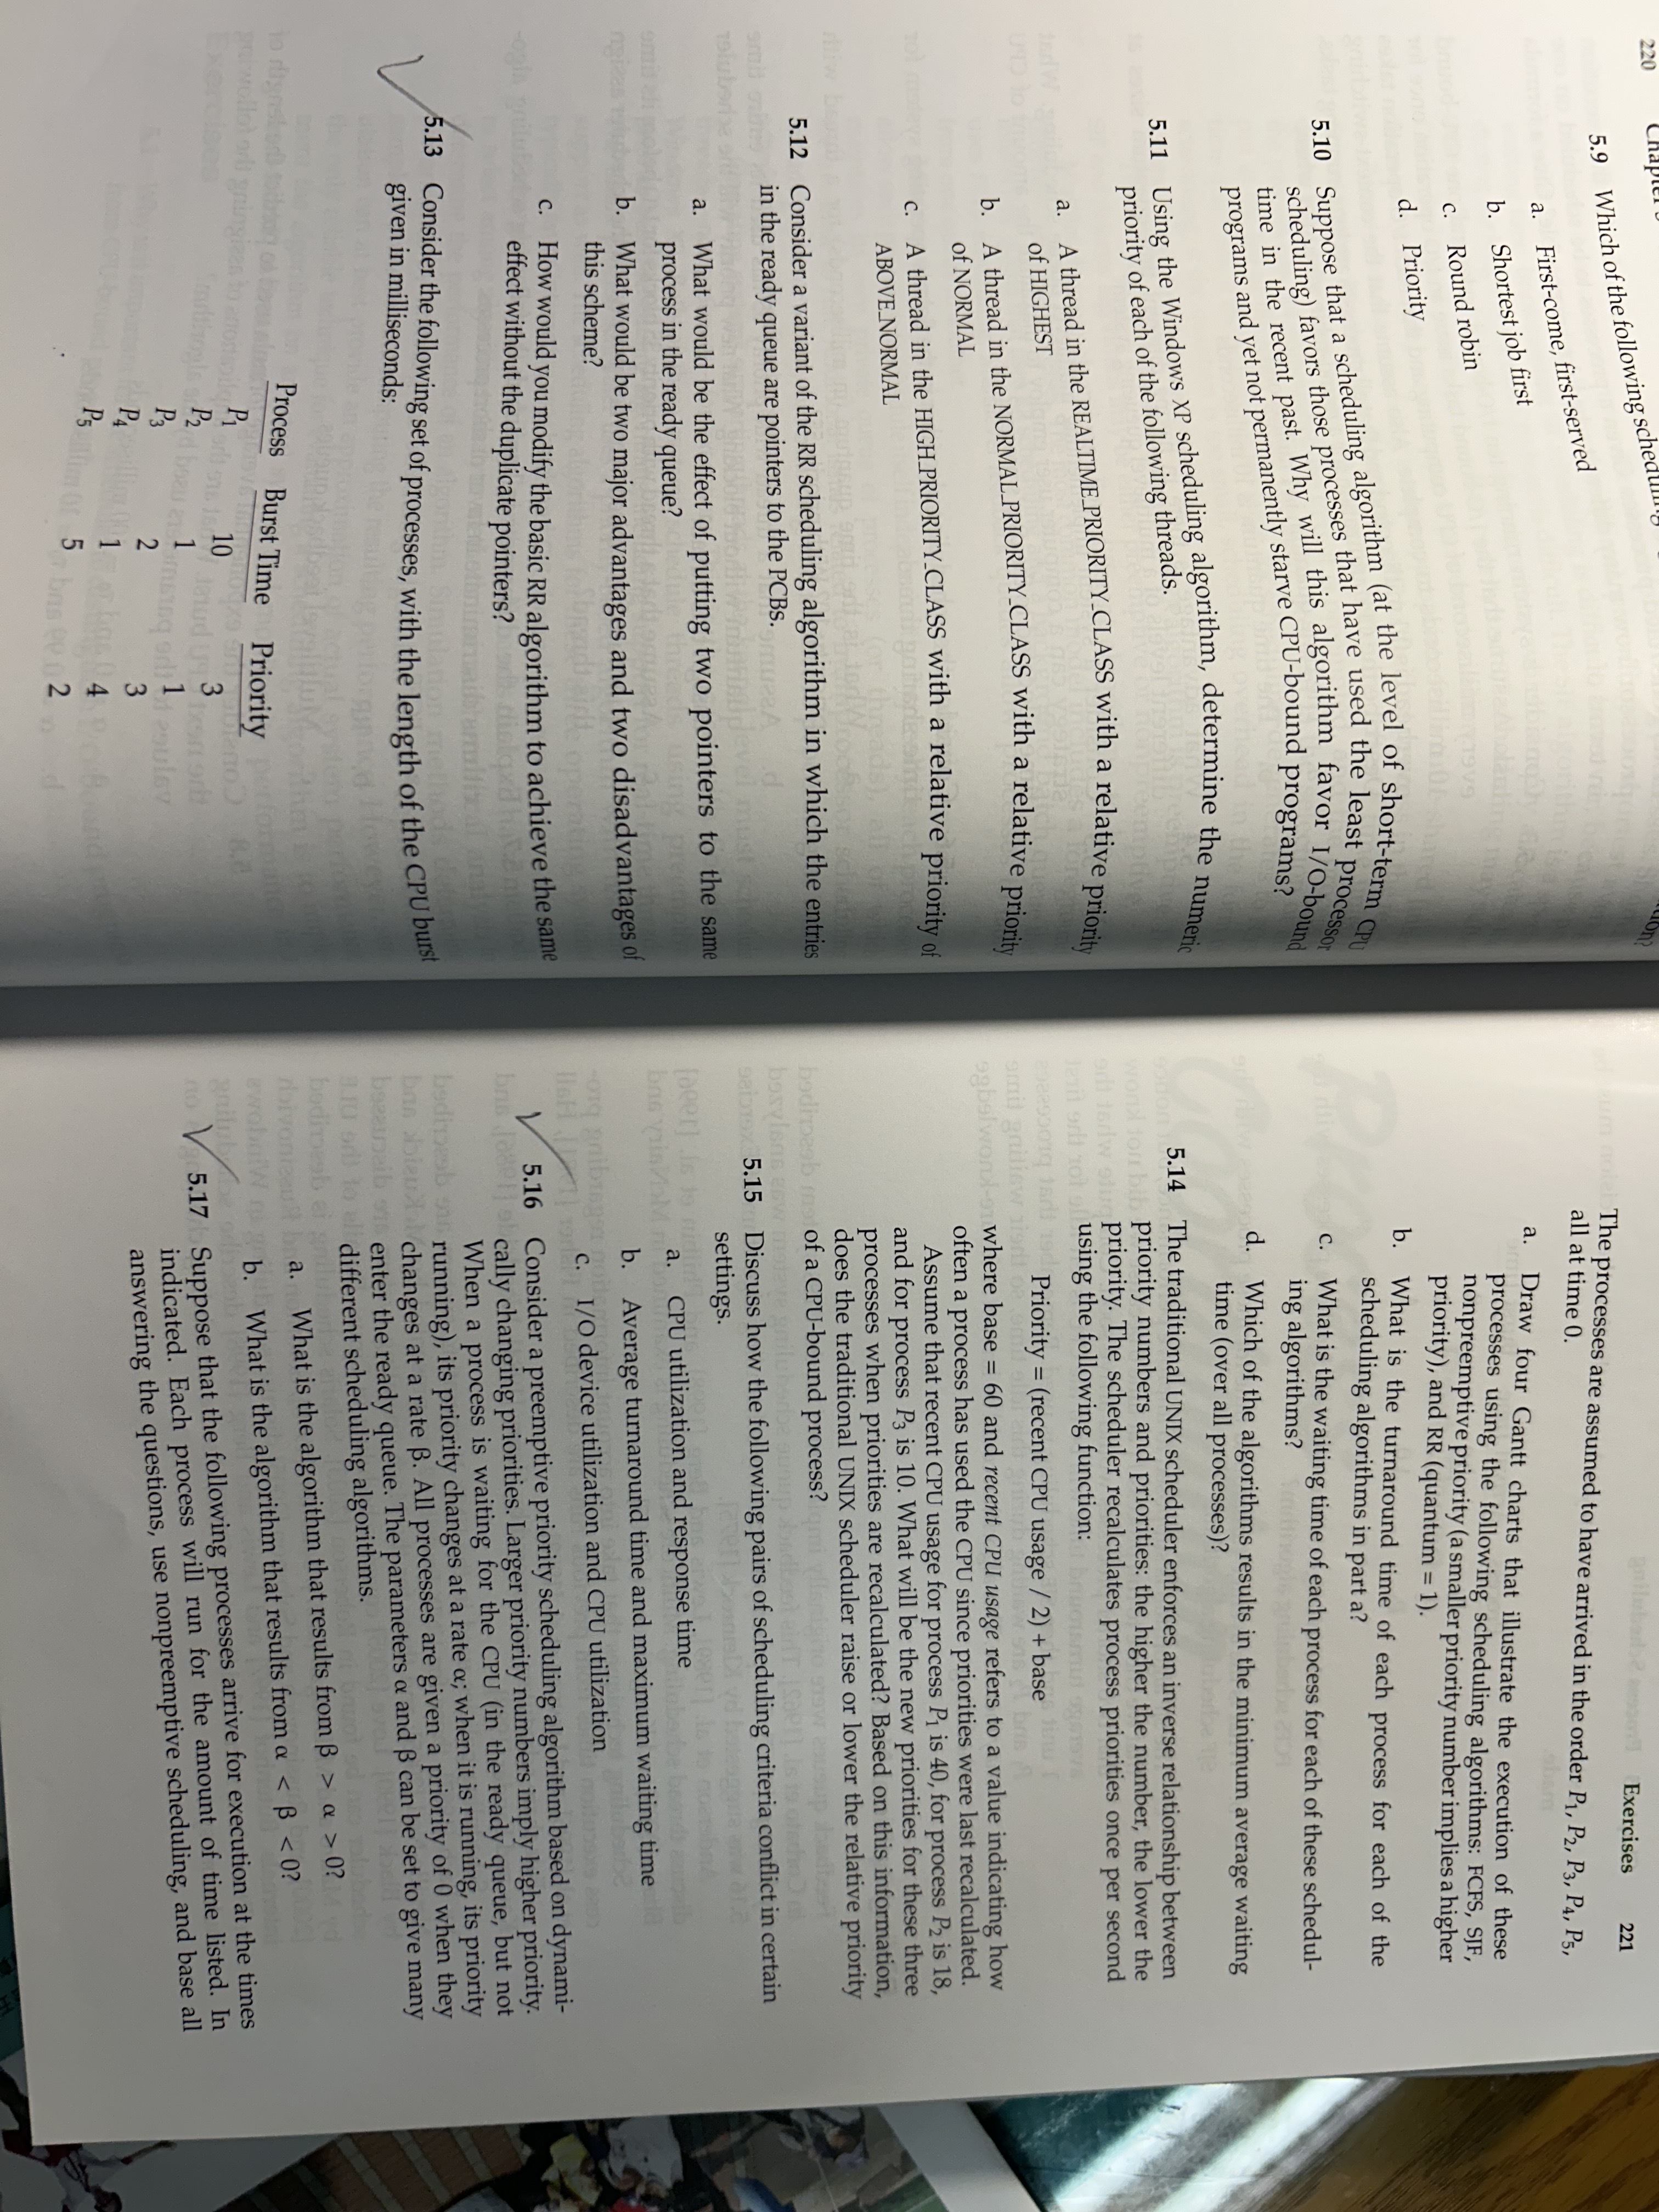 220
5.9 Which of the following scheduling
a. First-come, first-served
b. Shortest job first
c. Round robin
d. Priority
5.10 Suppose that a scheduling algorithm (at the level of short-term CPU
scheduling) favors those processes that have used the least processor
time in the recent past. Why will this algorithm favor I/O-bound
programs and yet not permanently starve CPU-bound programs?
5.11 Using the Windows XP scheduling algorithm, determine the numeric
priority of each of the following threads.
a. A thread in the REALTIME_PRIORITY_CLASS with a relative priority
of HIGHEST
b. A thread in the NORMAL_PRIORITY_CLASS with a relative priority
of NORMAL
c. A thread in the HIGH_PRIORITY_CLASS with a relative priority of
ABOVE_NORMAL
5.12 Consider a variant of the RR scheduling algorithm in which the entries
in the ready queue are pointers to the PCBs.
a. What would be the effect of putting two pointers to the same
process in the ready queue?
b. What would be two major advantages and two disadvantages of
this scheme?
c. How would you modify the basic RR algorithm to achieve the same
effect without the duplicate pointers?
5.13 Consider the following set of processes, with the length of the CPU burst
given in milliseconds:
Process Burst Time Priority
P1 10 3
P2 1 1
P3 2 3
P4 1 4
P5 5 2
Exercises 221
The processes are assumed to have arrived in the order P1, P2, P3, P4, P5,
all at time 0.
a. Draw four Gantt charts that illustrate the execution of these
processes using the following scheduling algorithms: FCFS, SJF,
nonpreemptive priority (a smaller priority number implies a higher
priority), and RR (quantum = 1).
b. What is the turnaround time of each process for each of the
scheduling algorithms in part a?
c. What is the waiting time of each process for each of these schedul-
ing algorithms?
d. Which of the algorithms results in the minimum average waiting
time (over all processes)?
5.14 The traditional UNIX scheduler enforces an inverse relationship between
priority numbers and priorities: the higher the number, the lower the
priority. The scheduler recalculates process priorities once per second
using the following function:
Priority = (recent CPU usage / 2) + base
where base = 60 and recent CPU usage refers to a value indicating how
often a process has used the CPU since priorities were last recalculated.
Assume that recent CPU usage for process P1 is 40, for process P2 is 18,
and for process P3 is 10. What will be the new priorities for these three
processes when priorities are recalculated? Based on this information,
does the traditional UNIX scheduler raise or lower the relative priority
of a CPU-bound process?
5.15 Discuss how the following pairs of scheduling criteria conflict in certain
settings.
a. CPU utilization and response time
b. Average turnaround time and maximum waiting time
c. I/O device utilization and CPU utilization
5.16 Consider a preemptive priority scheduling algorithm based on dynami-
cally changing priorities. Larger priority numbers imply higher priority.
When a process is waiting for the CPU (in the ready queue, but not
running), its priority changes at a rate α; when it is running, its priority
changes at a rate β. All processes are given a priority of 0 when they
enter the ready queue. The parameters α and β can be set to give many
different scheduling algorithms.
a. What is the algorithm that results from β > α > 0?
b. What is the algorithm that results from α < β < 0?
5.17 Suppose that the following processes arrive for execution at the times
indicated. Each process will run for the amount of time listed. In
answering the questions, use nonpreemptive scheduling, and base all